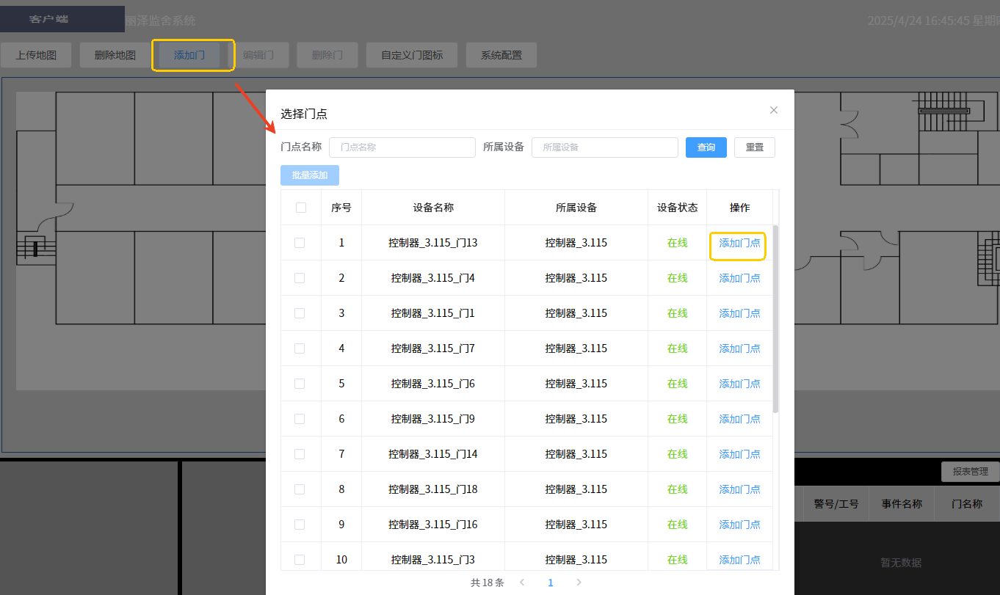 客户端 丽泽监舍系统 2025/4/24 16:45:45 星期
上传地图 删除地图 添加门 编辑门 删除门 自定义门图标 系统配置
选择门点
门点名称 门点名称 所属设备 所属设备 查询 重置
批量添加
序号 设备名称 所属设备 设备状态 操作
1 控制器_3.115_门13 控制器_3.115 在线 添加门点
2 控制器_3.115_门4 控制器_3.115 在线 添加门点
3 控制器_3.115_门1 控制器_3.115 在线 添加门点
4 控制器_3.115_门7 控制器_3.115 在线 添加门点
5 控制器_3.115_门6 控制器_3.115 在线 添加门点
6 控制器_3.115_门9 控制器_3.115 在线 添加门点
7 控制器_3.115_门14 控制器_3.115 在线 添加门点
8 控制器_3.115_门18 控制器_3.115 在线 添加门点
9 控制器_3.115_门16 控制器_3.115 在线 添加门点
10 控制器_3.115_门3 控制器_3.115 在线 添加门点
共 18 条 1
报表管理
警号/工号 事件名称 门名称
暂无数据